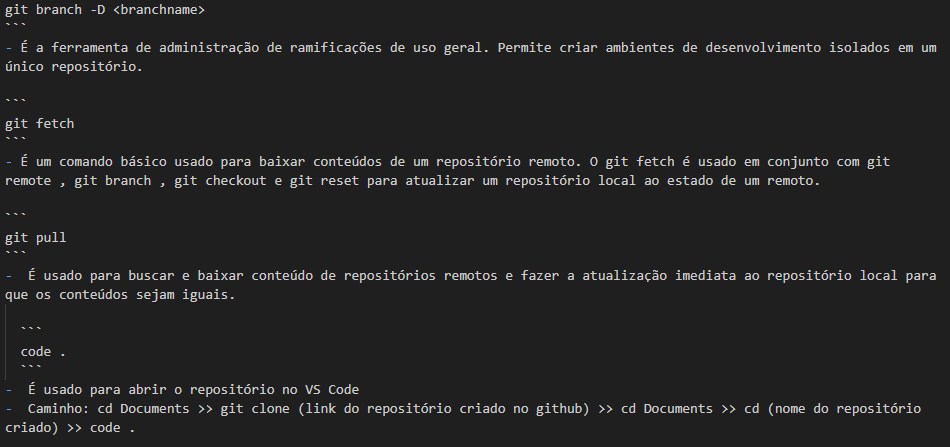 git branch -D <branchname>
```
- É a ferramenta de administração de ramificações de uso geral. Permite criar ambientes de desenvolvimento isolados em um
único repositório.
```
git fetch
```
- É um comando básico usado para baixar conteúdos de um repositório remoto. O git fetch é usado em conjunto com git
remote , git branch , git checkout e git reset para atualizar um repositório local ao estado de um remoto.
```
git pull
```
-  É usado para buscar e baixar conteúdo de repositórios remotos e fazer a atualização imediata ao repositório local para
que os conteúdos sejam iguais.
```
code .
```
-  É usado para abrir o repositório no VS Code
-  Caminho: cd Documents >> git clone (link do repositório criado no github) >> cd Documents >> cd (nome do repositório
criado) >> code .